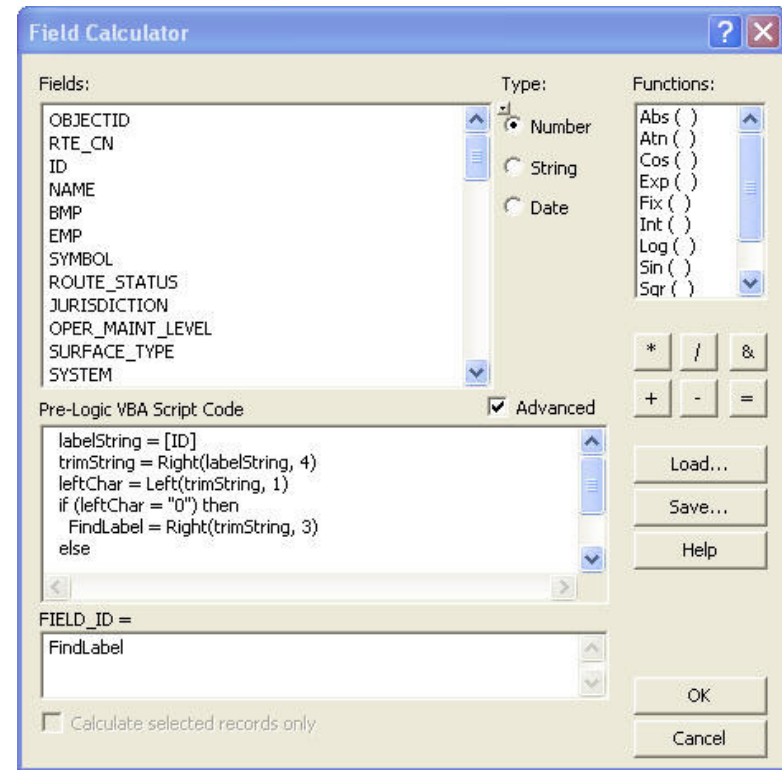 Field Calculator
Fields:
Type:
Functions:
OBJECTID
RTE_CN
ID
NAME
BMP
EMP
SYMBOL
ROUTE_STATUS
JURISDICTION
OPER_MAINT_LEVEL
SURFACE_TYPE
SYSTEM
Number
String
Date
Abs ( )
Atn ( )
Cos ( )
Exp ( )
Fix ( )
Int ( )
Log ( )
Sin ( )
Sqr ( )
* / &
+ - =
Pre-Logic VBA Script Code
Advanced
labelString = [ID]
trimString = Right(labelString, 4)
leftChar = Left(trimString, 1)
if (leftChar = "0") then
FindLabel = Right(trimString, 3)
else
Load...
Save...
Help
FIELD_ID =
FindLabel
Calculate selected records only
OK
Cancel